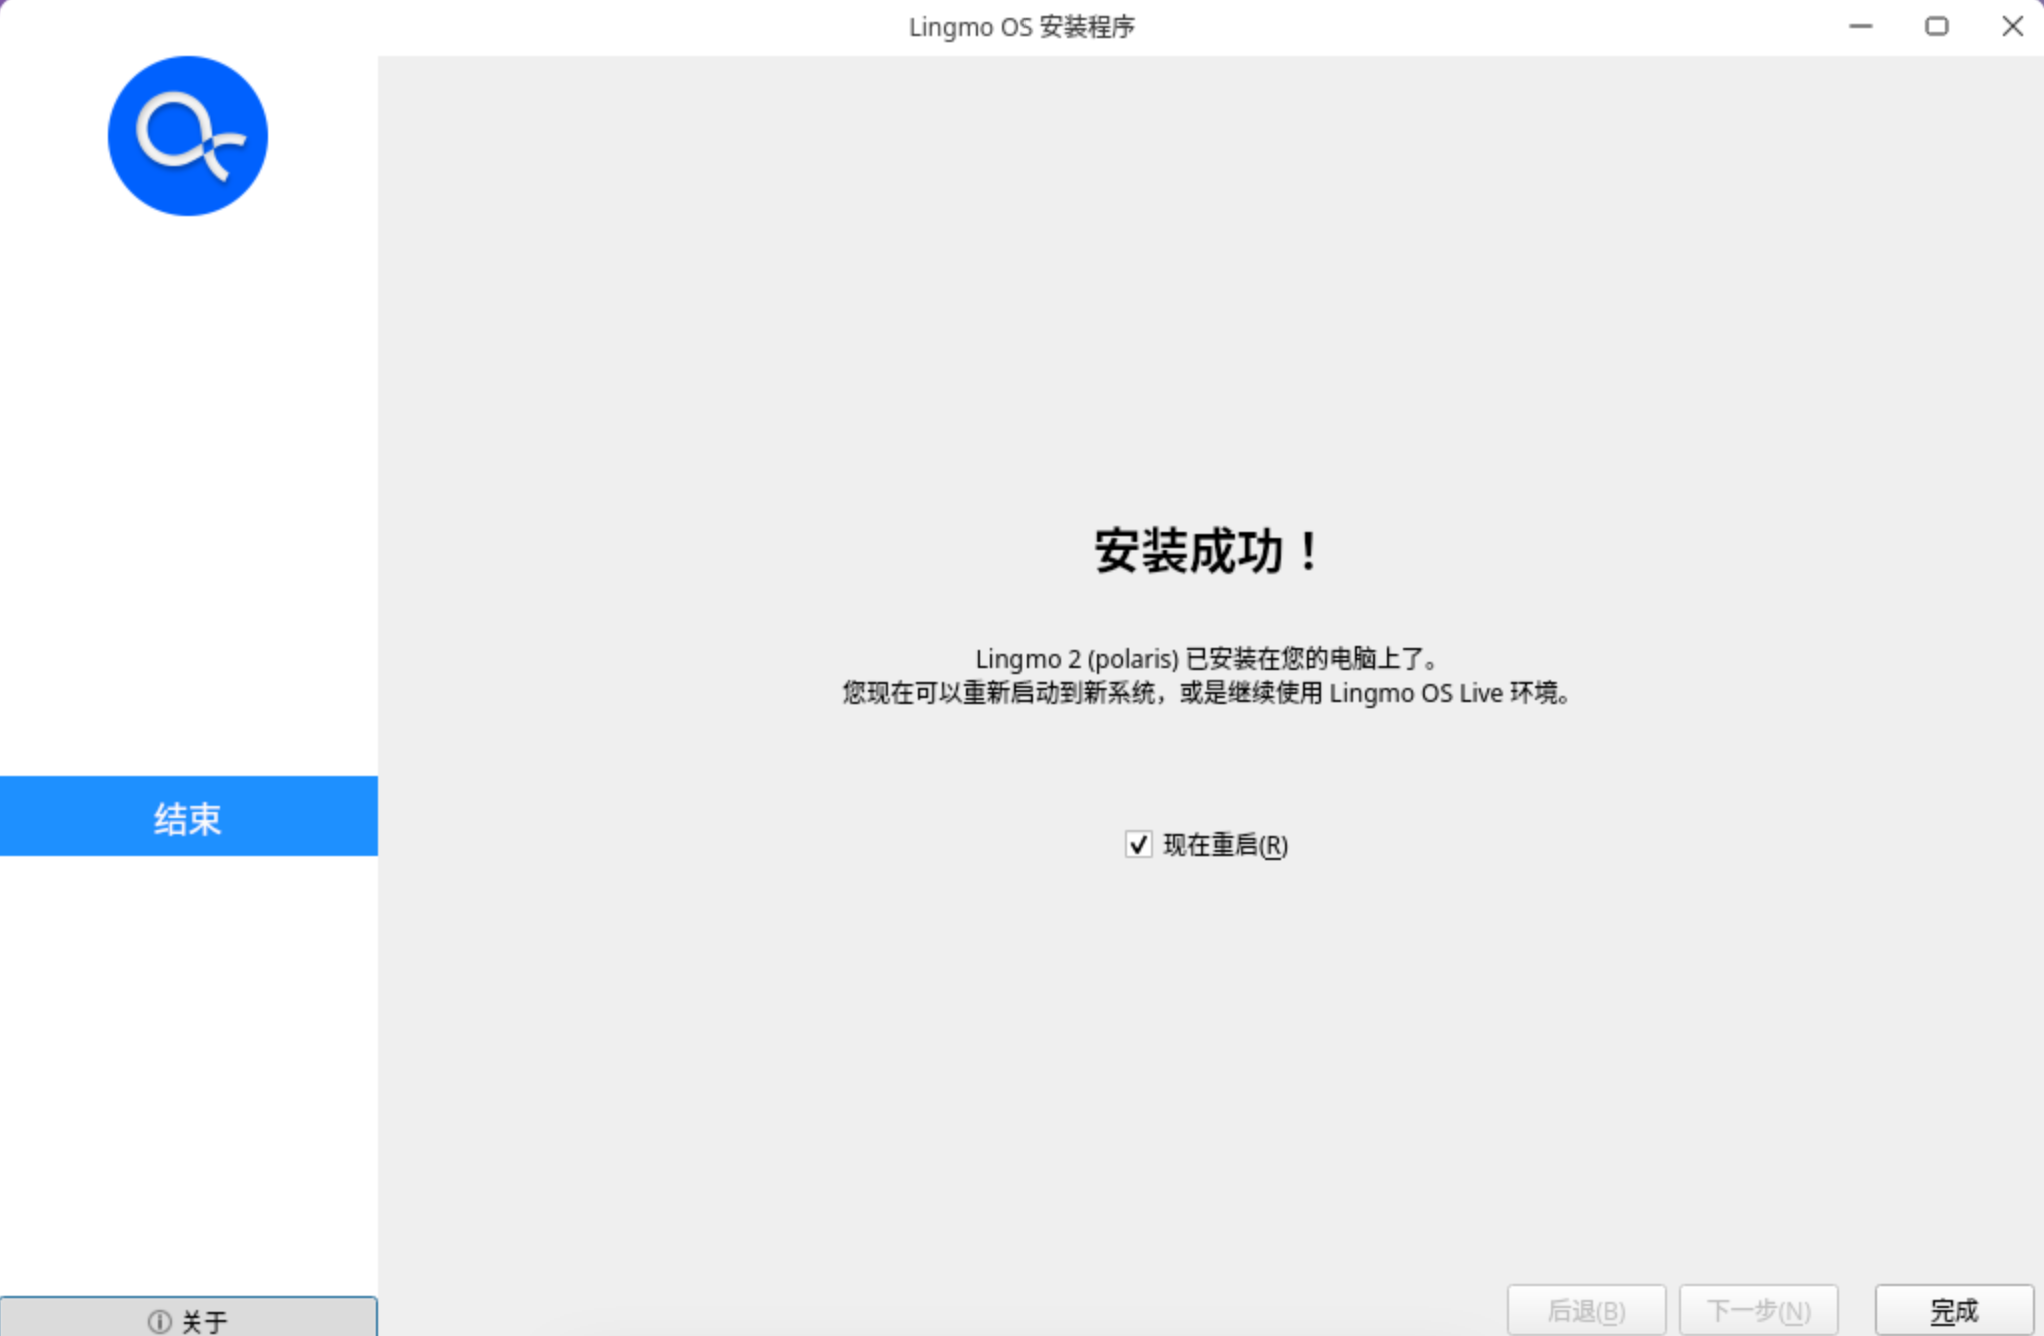 Lingmo OS 安装程序
安装成功！
Lingmo 2 (polaris) 已安装在您的电脑上了。
您现在可以重新启动到新系统，或是继续使用 Lingmo OS Live 环境。
结束
现在重启(R)
关于
后退(B)
下一步(N)
完成